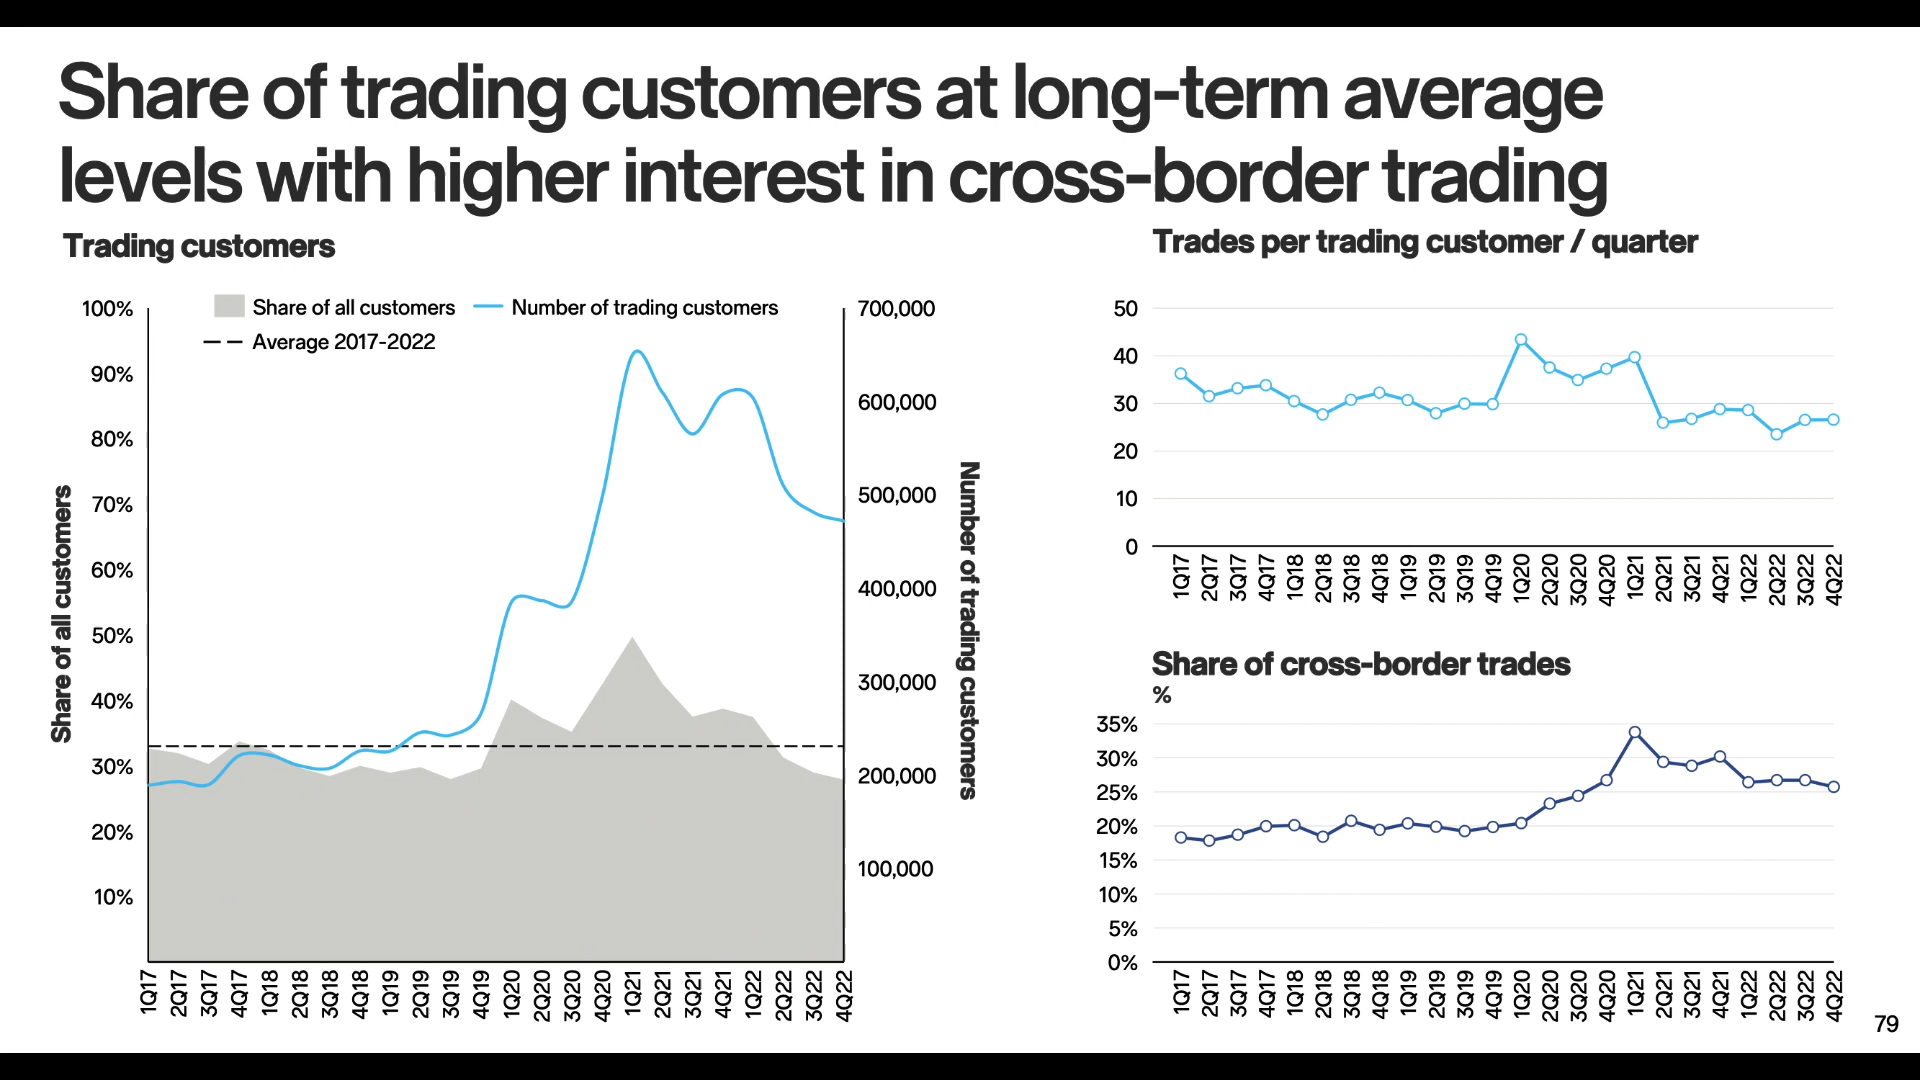 Share of trading customers at long-term average
levels with higher interest in cross-border trading
Trading customers
Share of all customers
Number of trading customers
Average 2017-2022
100%
90%
80%
70%
60%
50%
40%
30%
20%
10%
Share of all customers
700,000
600,000
500,000
400,000
300,000
200,000
100,000
Number of trading customers
1Q17 2Q17 3Q17 4Q17 1Q18 2Q18 3Q18 4Q18 1Q19 2Q19 3Q19 4Q19 1Q20 2Q20 3Q20 4Q20 1Q21 2Q21 3Q21 4Q21 1Q22 2Q22 3Q22 4Q22
Trades per trading customer / quarter
50
40
30
20
10
0
1Q17 2Q17 3Q17 4Q17 1Q18 2Q18 3Q18 4Q18 1Q19 2Q19 3Q19 4Q19 1Q20 2Q20 3Q20 4Q20 1Q21 2Q21 3Q21 4Q21 1Q22 2Q22 3Q22 4Q22
Share of cross-border trades
%
35%
30%
25%
20%
15%
10%
5%
0%
1Q17 2Q17 3Q17 4Q17 1Q18 2Q18 3Q18 4Q18 1Q19 2Q19 3Q19 4Q19 1Q20 2Q20 3Q20 4Q20 1Q21 2Q21 3Q21 4Q21 1Q22 2Q22 3Q22 4Q22
79